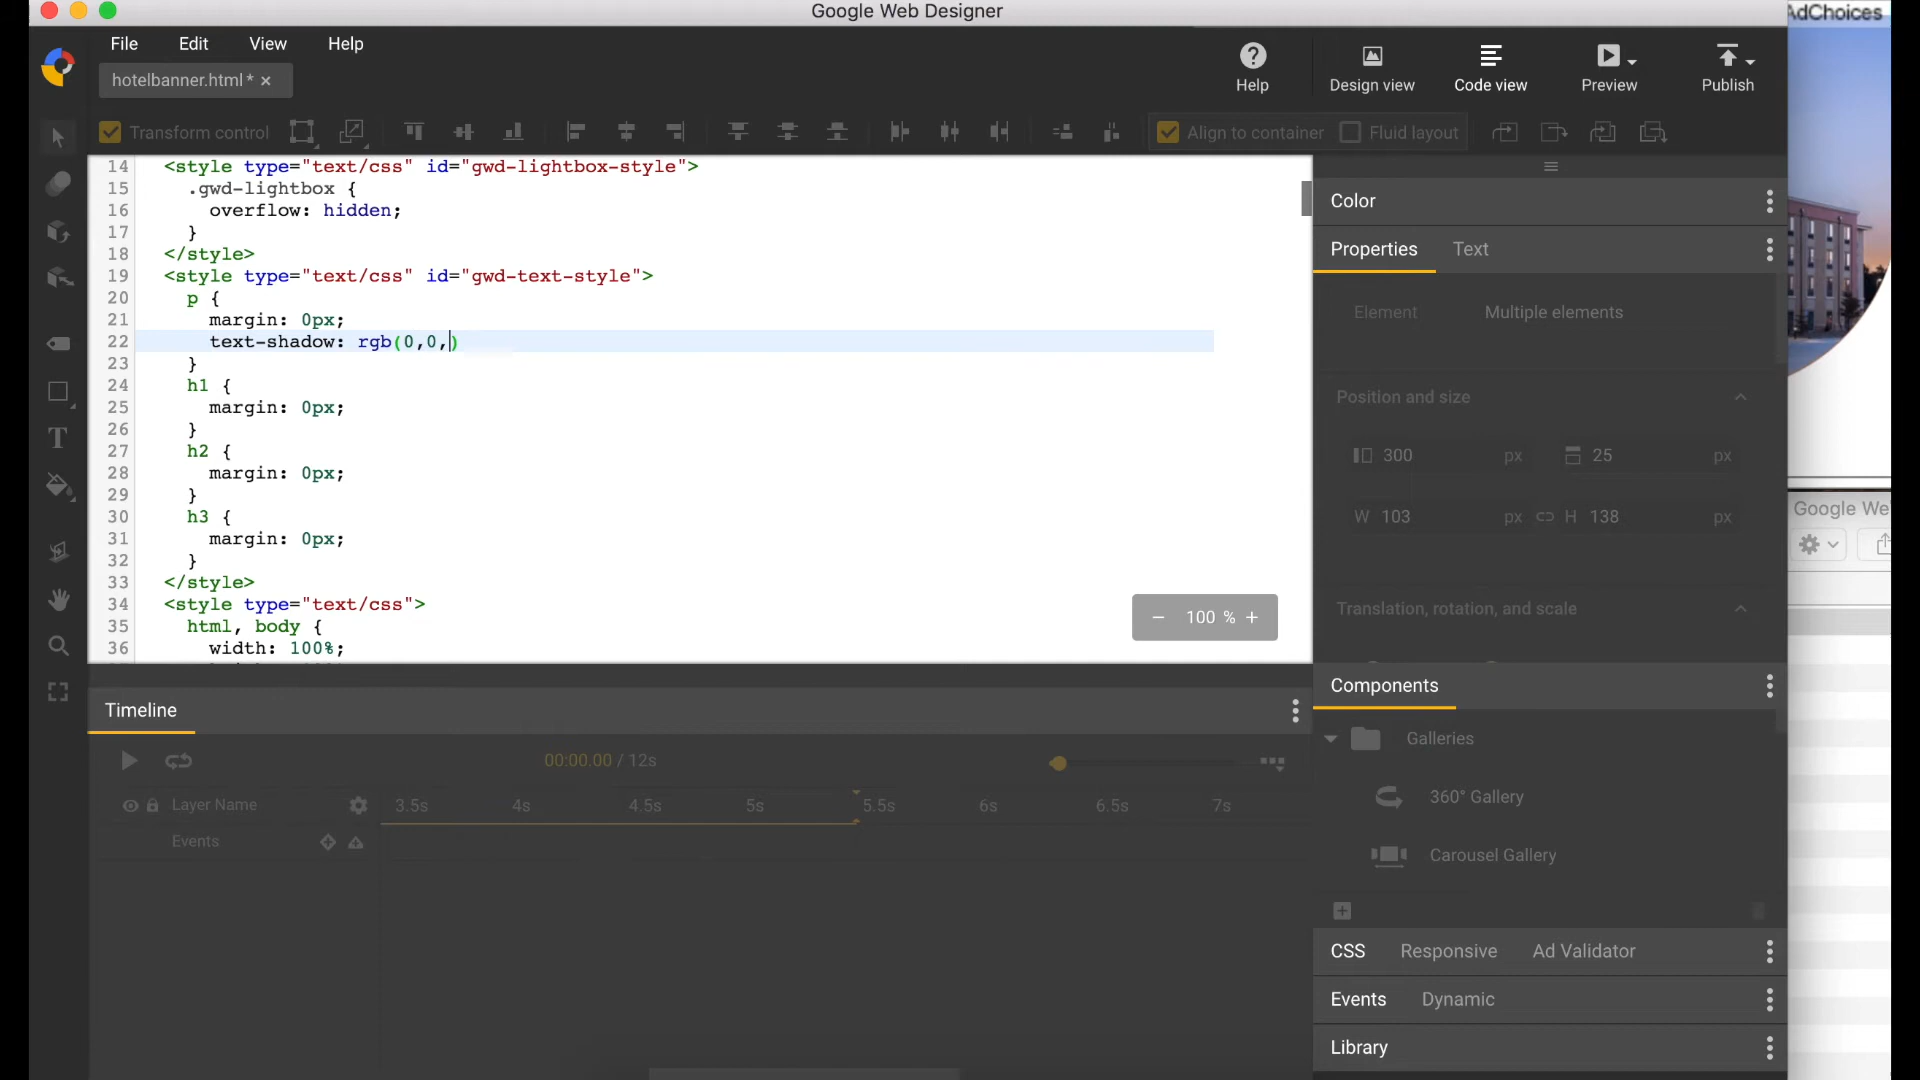 Google Web Designer
AdChoices
File Edit View Help
hotelbanner.html* ×
Help Design view Code view Preview Publish
Transform control Align to container Fluid layout
14 <style type="text/css" id="gwd-lightbox-style">
15 .gwd-lightbox {
16 overflow: hidden;
17 }
18 </style>
19 <style type="text/css" id="gwd-text-style">
20 p {
21 margin: 0px;
22 text-shadow: rgb(0,0,)
23 }
24 h1 {
25 margin: 0px;
26 }
27 h2 {
28 margin: 0px;
29 }
30 h3 {
31 margin: 0px;
32 }
33 </style>
34 <style type="text/css">
35 html, body {
36 width: 100%;
− 100 % +
Color
Properties Text
Element Multiple elements
Position and size
300 px 25 px
W 103 px H 138 px
Translation, rotation, and scale
Google We
Components
Galleries
360° Gallery
Carousel Gallery
CSS Responsive Ad Validator
Events Dynamic
Library
Timeline
00:00.00 / 12s
Layer Name 3.5s 4s 4.5s 5s 5.5s 6s 6.5s 7s
Events